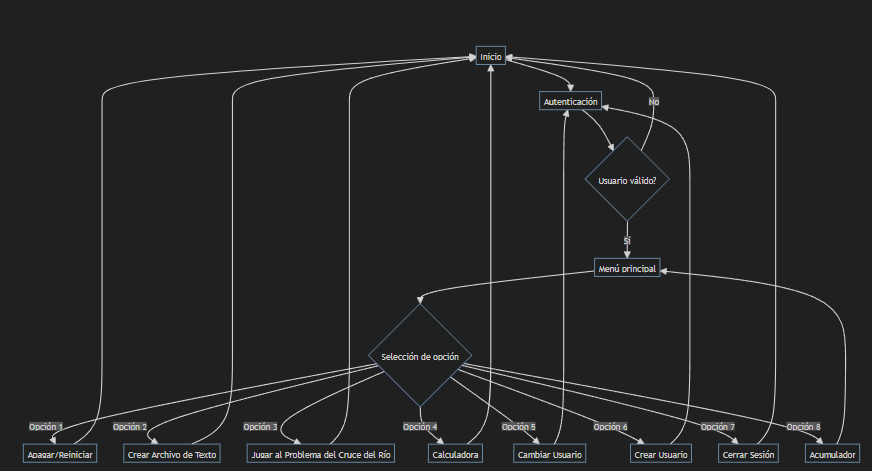 Inicio
Autenticación
No
Usuario válido?
Sí
Menú principal
Selección de opción
Opción 1
Opción 2
Opción 3
Opción 4
Opción 5
Opción 6
Opción 7
Opción 8
Apagar/Reiniciar
Crear Archivo de Texto
Jugar al Problema del Cruce del Río
Calculadora
Cambiar Usuario
Crear Usuario
Cerrar Sesión
Acumulador